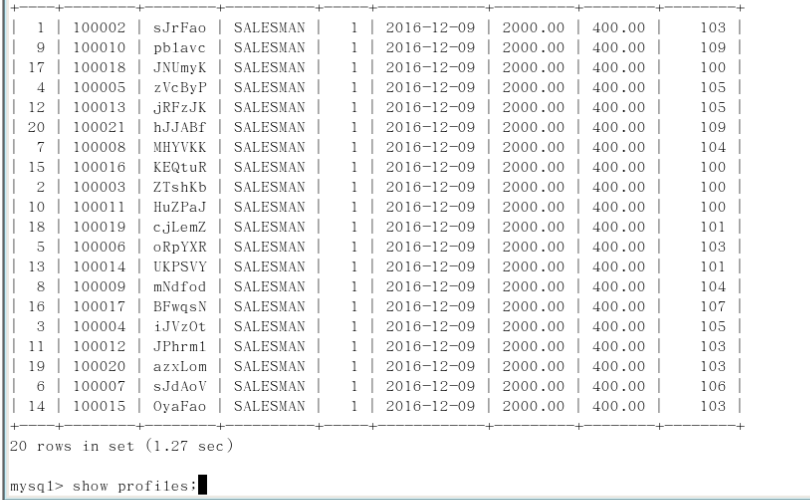 +----+--------+--------+----------+-----+------------+---------+--------+--------+
| 1 | 100002 | sJrFao | SALESMAN | 1 | 2016-12-09 | 2000.00 | 400.00 | 103 |
| 9 | 100010 | pblavc | SALESMAN | 1 | 2016-12-09 | 2000.00 | 400.00 | 109 |
| 17 | 100018 | JNUmyK | SALESMAN | 1 | 2016-12-09 | 2000.00 | 400.00 | 100 |
| 4 | 100005 | zVcByP | SALESMAN | 1 | 2016-12-09 | 2000.00 | 400.00 | 105 |
| 12 | 100013 | jRFzJK | SALESMAN | 1 | 2016-12-09 | 2000.00 | 400.00 | 105 |
| 20 | 100021 | hJJABf | SALESMAN | 1 | 2016-12-09 | 2000.00 | 400.00 | 109 |
| 7 | 100008 | MHYVKK | SALESMAN | 1 | 2016-12-09 | 2000.00 | 400.00 | 104 |
| 15 | 100016 | KEQtuR | SALESMAN | 1 | 2016-12-09 | 2000.00 | 400.00 | 100 |
| 2 | 100003 | ZTshKb | SALESMAN | 1 | 2016-12-09 | 2000.00 | 400.00 | 100 |
| 10 | 100011 | HuZPaJ | SALESMAN | 1 | 2016-12-09 | 2000.00 | 400.00 | 100 |
| 18 | 100019 | cjLemZ | SALESMAN | 1 | 2016-12-09 | 2000.00 | 400.00 | 101 |
| 5 | 100006 | oRpYXR | SALESMAN | 1 | 2016-12-09 | 2000.00 | 400.00 | 103 |
| 13 | 100014 | UKPSVY | SALESMAN | 1 | 2016-12-09 | 2000.00 | 400.00 | 101 |
| 8 | 100009 | mNdfod | SALESMAN | 1 | 2016-12-09 | 2000.00 | 400.00 | 104 |
| 16 | 100017 | BFwqsN | SALESMAN | 1 | 2016-12-09 | 2000.00 | 400.00 | 107 |
| 3 | 100004 | iJVzOt | SALESMAN | 1 | 2016-12-09 | 2000.00 | 400.00 | 105 |
| 11 | 100012 | JPhrml | SALESMAN | 1 | 2016-12-09 | 2000.00 | 400.00 | 103 |
| 19 | 100020 | azxLom | SALESMAN | 1 | 2016-12-09 | 2000.00 | 400.00 | 103 |
| 6 | 100007 | sJdAoV | SALESMAN | 1 | 2016-12-09 | 2000.00 | 400.00 | 106 |
| 14 | 100015 | OyaFao | SALESMAN | 1 | 2016-12-09 | 2000.00 | 400.00 | 103 |
+----+--------+--------+----------+-----+------------+---------+--------+--------+
20 rows in set (1.27 sec)
mysql> show profiles;